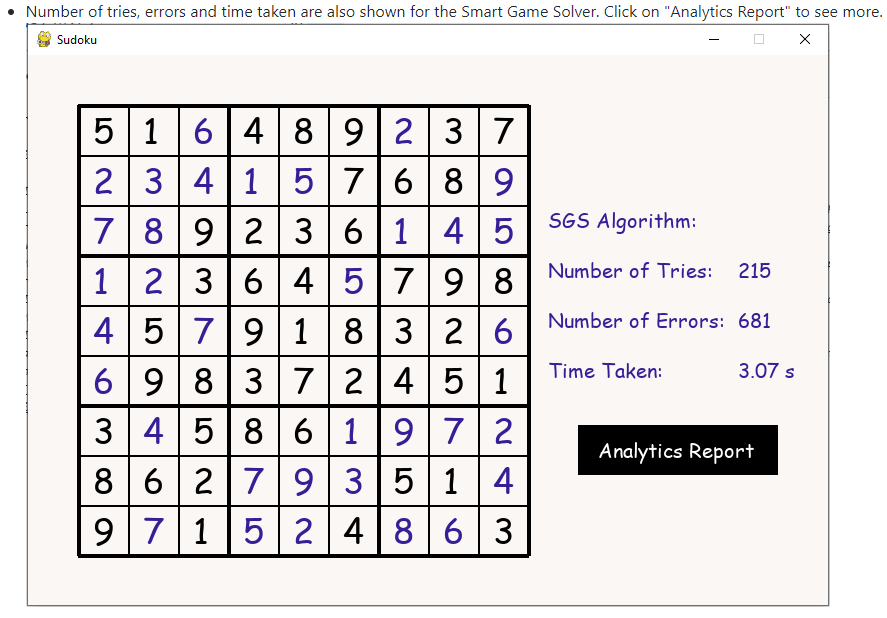 Number of tries, errors and time taken are also shown for the Smart Game Solver. Click on "Analytics Report" to see more.
Sudoku
5 1 6 4 8 9 2 3 7
2 3 4 1 5 7 6 8 9
7 8 9 2 3 6 1 4 5
1 2 3 6 4 5 7 9 8
4 5 7 9 1 8 3 2 6
6 9 8 3 7 2 4 5 1
3 4 5 8 6 1 9 7 2
8 6 2 7 9 3 5 1 4
9 7 1 5 2 4 8 6 3
SGS Algorithm:
Number of Tries: 215
Number of Errors: 681
Time Taken: 3.07 s
Analytics Report